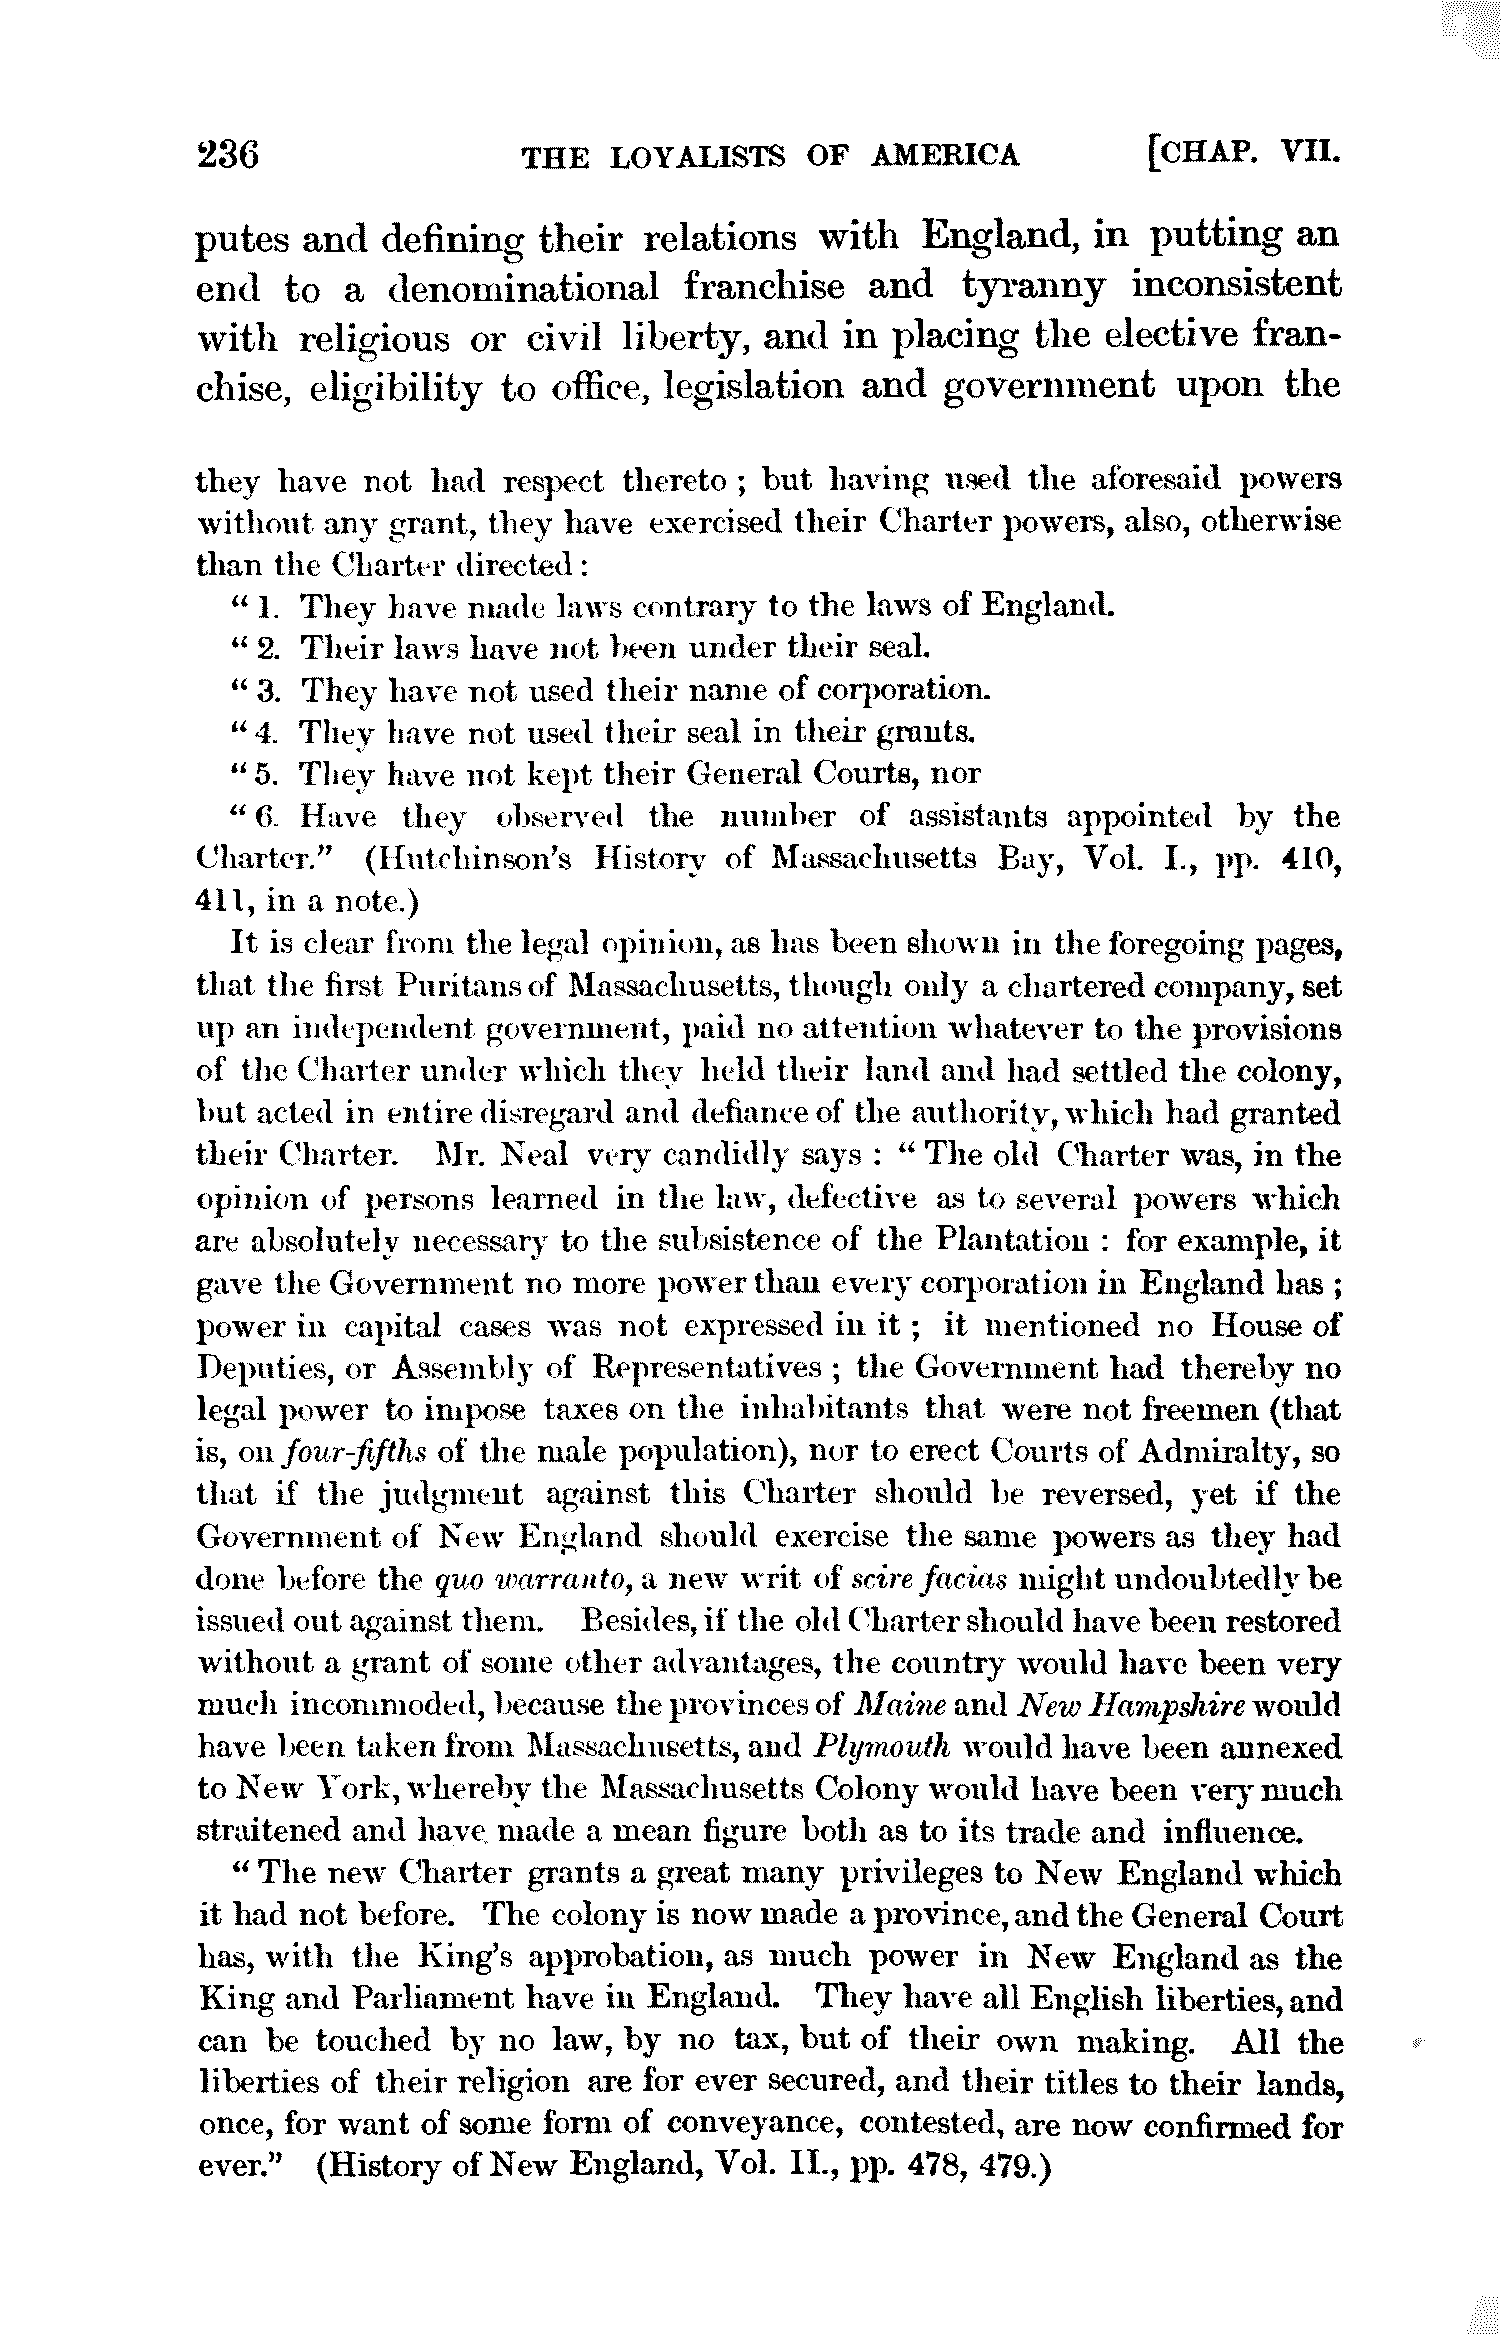 236 THE LOYALISTS OF AMERICA [CHAP. VII.
putes and defining their relations with England, in putting an
end to a denominational franchise and tyranny inconsistent
with religious or civil liberty, and in placing the elective fran-
chise, eligibility to office, legislation and government upon the
they have not had respect thereto ; but having used the aforesaid powers
without any grant, they have exercised their Charter powers, also, otherwise
than the Charter directed :
“ 1. They have made laws contrary to the laws of England.
“ 2. Their laws have not been under their seal.
“ 3. They have not used their name of corporation.
“ 4. They have not used their seal in their grants.
“ 5. They have not kept their General Courts, nor
“ 6. Have they observed the number of assistants appointed by the
Charter.” (Hutchinson's History of Massachusetts Bay, Vol. I., pp. 410,
411, in a note.)
It is clear from the legal opinion, as has been shown in the foregoing pages,
that the first Puritans of Massachusetts, though only a chartered company, set
up an independent government, paid no attention whatever to the provisions
of the Charter under which they held their land and had settled the colony,
but acted in entire disregard and defiance of the authority, which had granted
their Charter. Mr. Neal very candidly says : “ The old Charter was, in the
opinion of persons learned in the law, defective as to several powers which
are absolutely necessary to the subsistence of the Plantation : for example, it
gave the Government no more power than every corporation in England has ;
power in capital cases was not expressed in it ; it mentioned no House of
Deputies, or Assembly of Representatives ; the Government had thereby no
legal power to impose taxes on the inhabitants that were not freemen (that
is, on four-fifths of the male population), nor to erect Courts of Admiralty, so
that if the judgment against this Charter should be reversed, yet if the
Government of New England should exercise the same powers as they had
done before the quo warranto, a new writ of scire facias might undoubtedly be
issued out against them. Besides, if the old Charter should have been restored
without a grant of some other advantages, the country would have been very
much incommoded, because the provinces of Maine and New Hampshire would
have been taken from Massachusetts, and Plymouth would have been annexed
to New York, whereby the Massachusetts Colony would have been very much
straitened and have made a mean figure both as to its trade and influence.
“ The new Charter grants a great many privileges to New England which
it had not before. The colony is now made a province, and the General Court
has, with the King's approbation, as much power in New England as the
King and Parliament have in England. They have all English liberties, and
can be touched by no law, by no tax, but of their own making. All the
liberties of their religion are for ever secured, and their titles to their lands,
once, for want of some form of conveyance, contested, are now confirmed for
ever.” (History of New England, Vol. II., pp. 478, 479.)